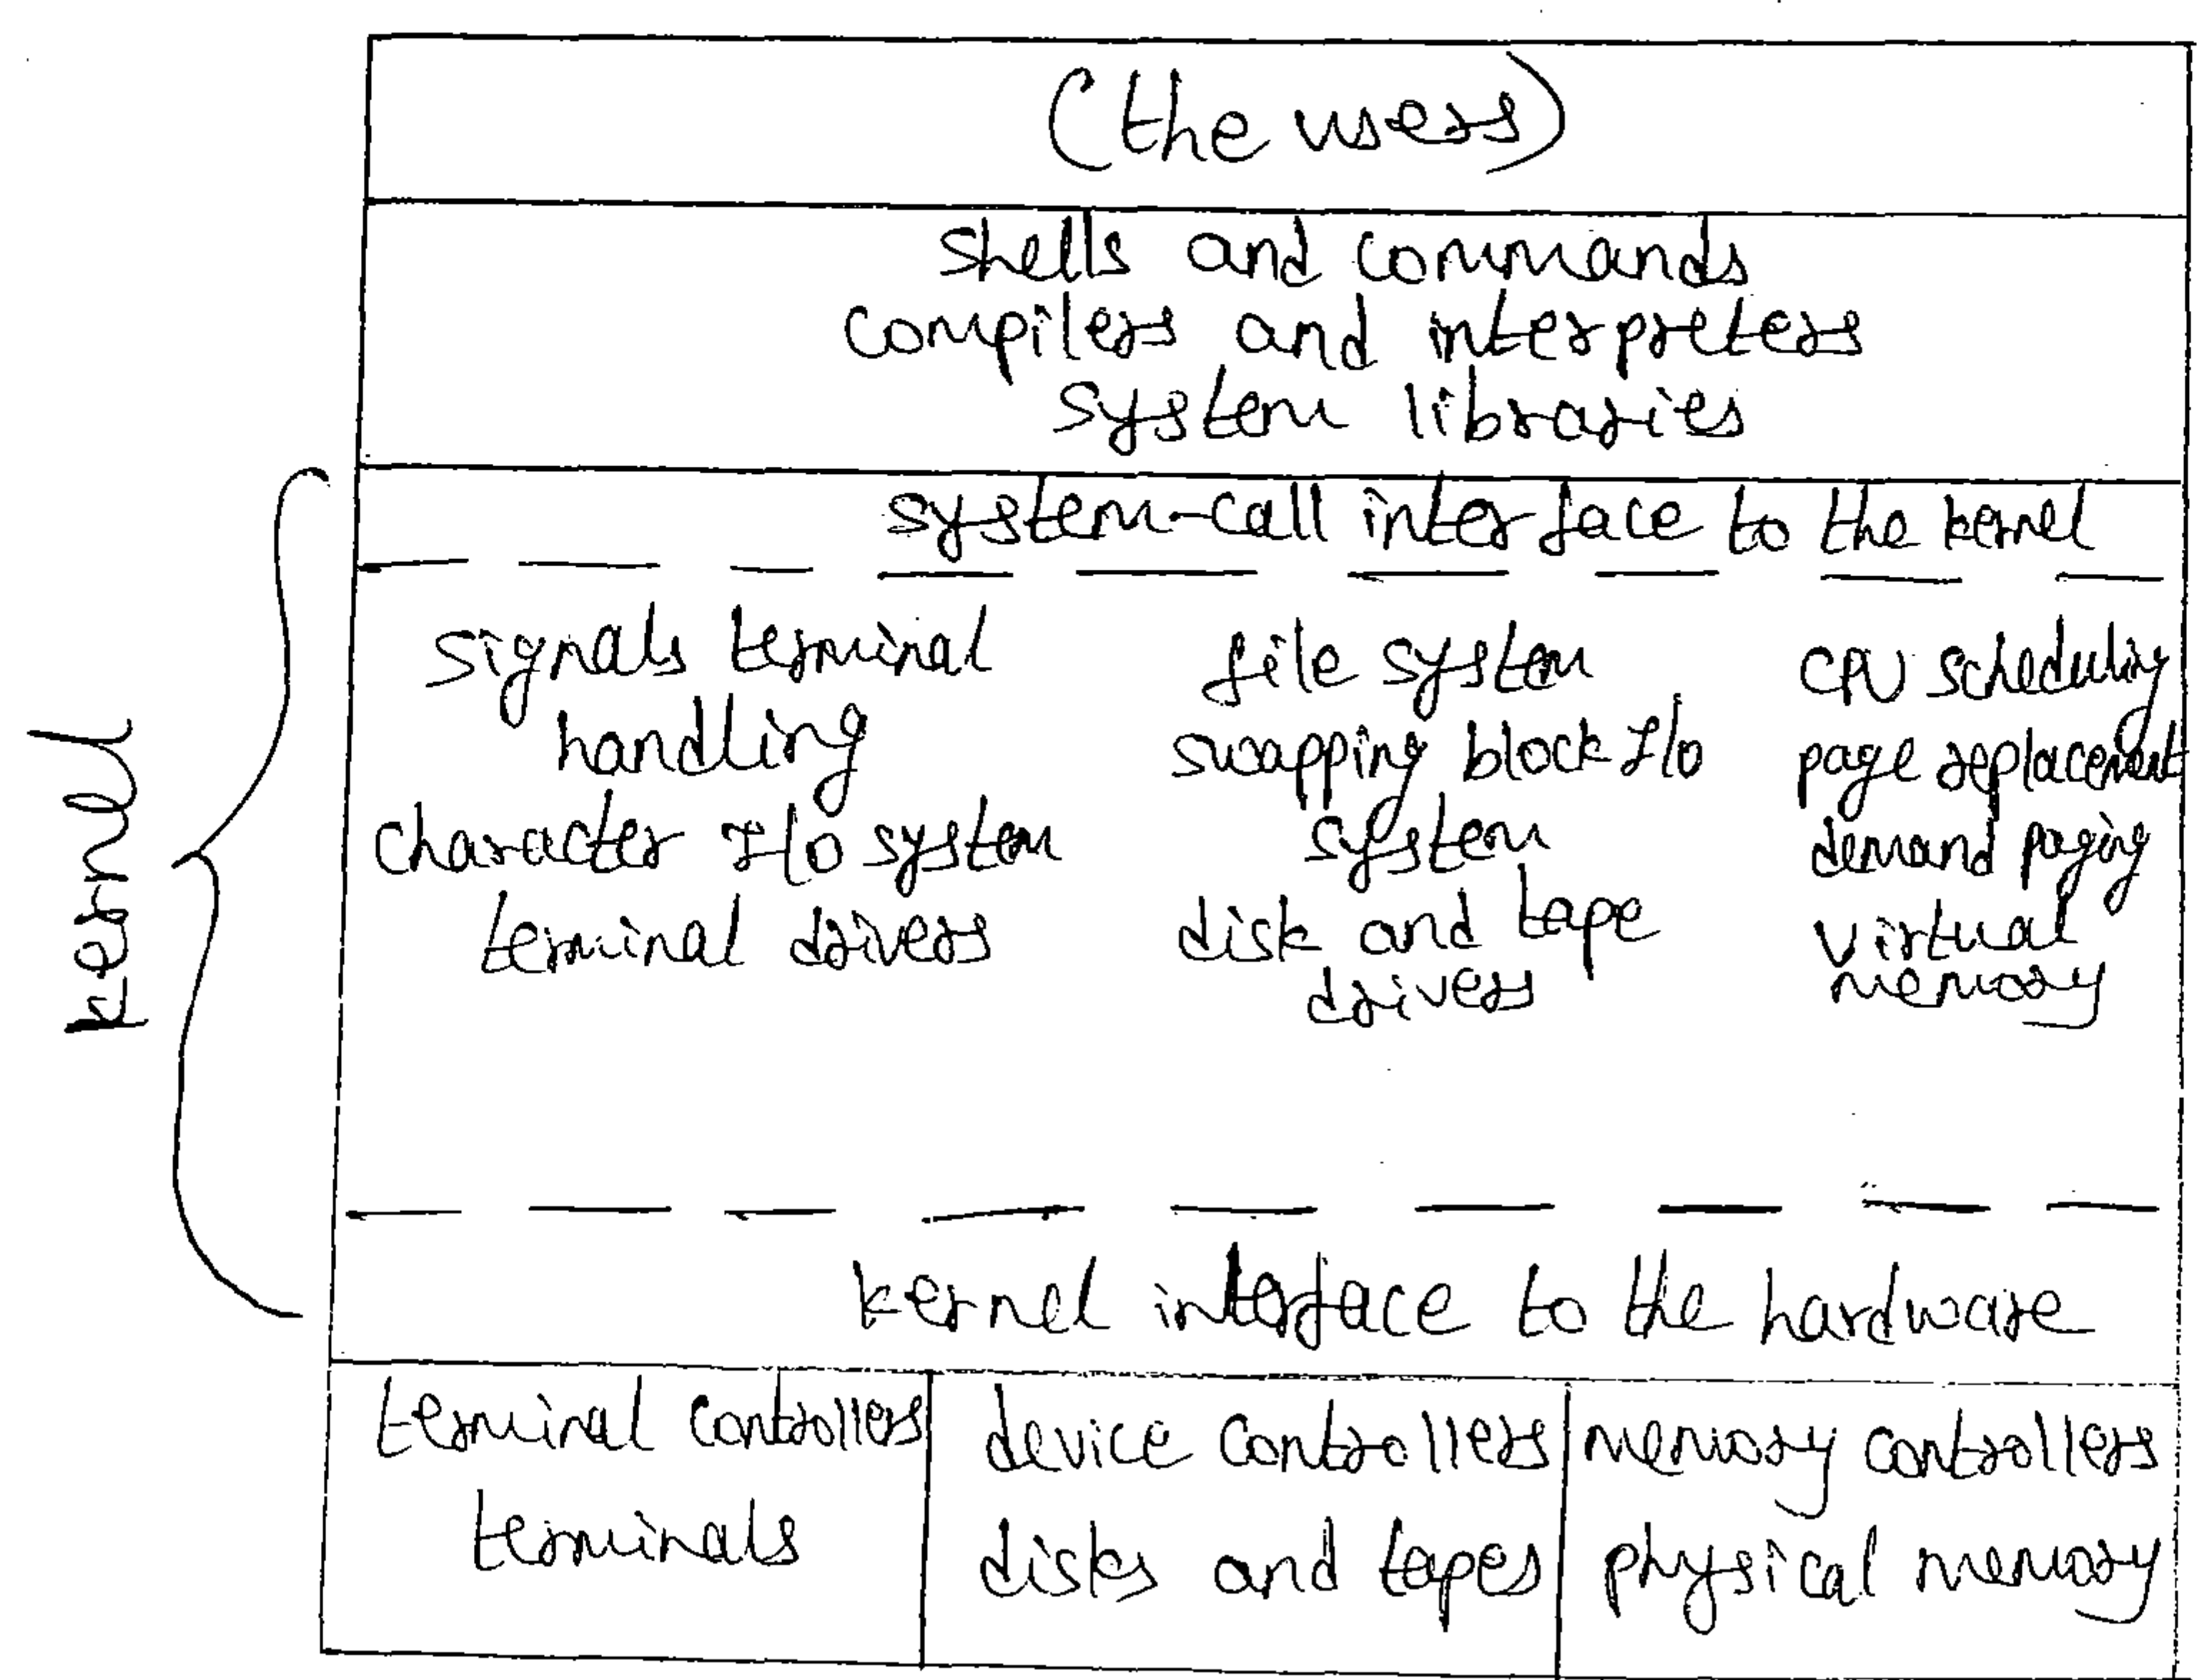 (the users)
shells and commands
compilers and interpreters
system libraries
system-call interface to the kernel
kernel
signals terminal
handling
character I/o system
terminal drivers
file system
swapping block I/o
system
disk and tape
drivers
CPU scheduling
page replacement
demand paging
virtual
memory
kernel interface to the hardware
terminal controllers
terminals
device controllers
disks and tapes
memory controllers
physical memory